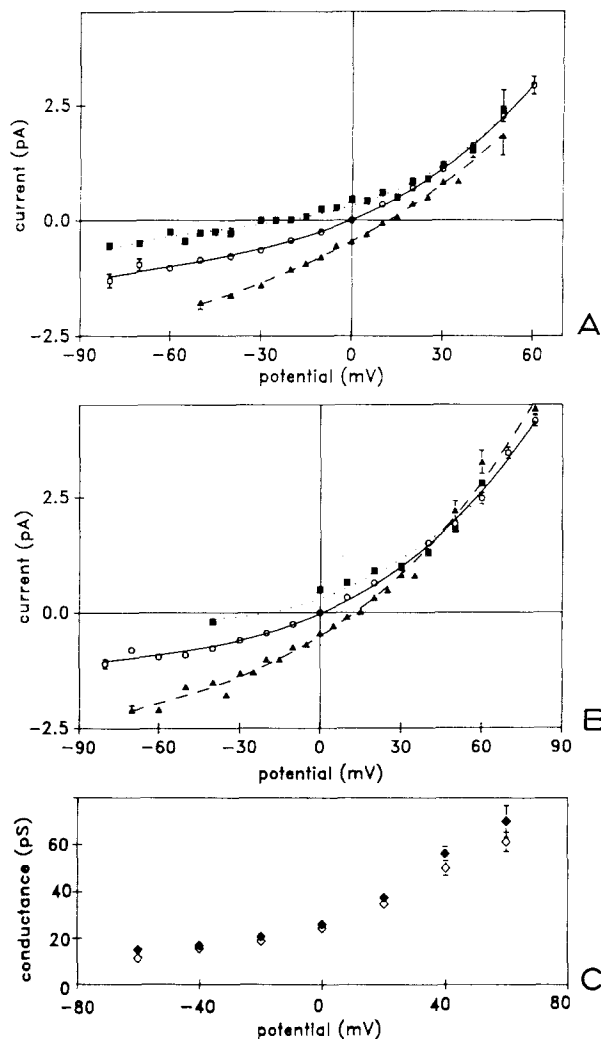 2.5
0.0
-2.5
current (pA)
-90 -60 -30 0 30 60
potential (mV)
A
2.5
0.0
-2.5
current (pA)
-90 -60 -30 0 30 60 90
potential (mV)
B
60
40
20
0
conductance (pS)
-80 -40 0 40 80
potential (mV)
C